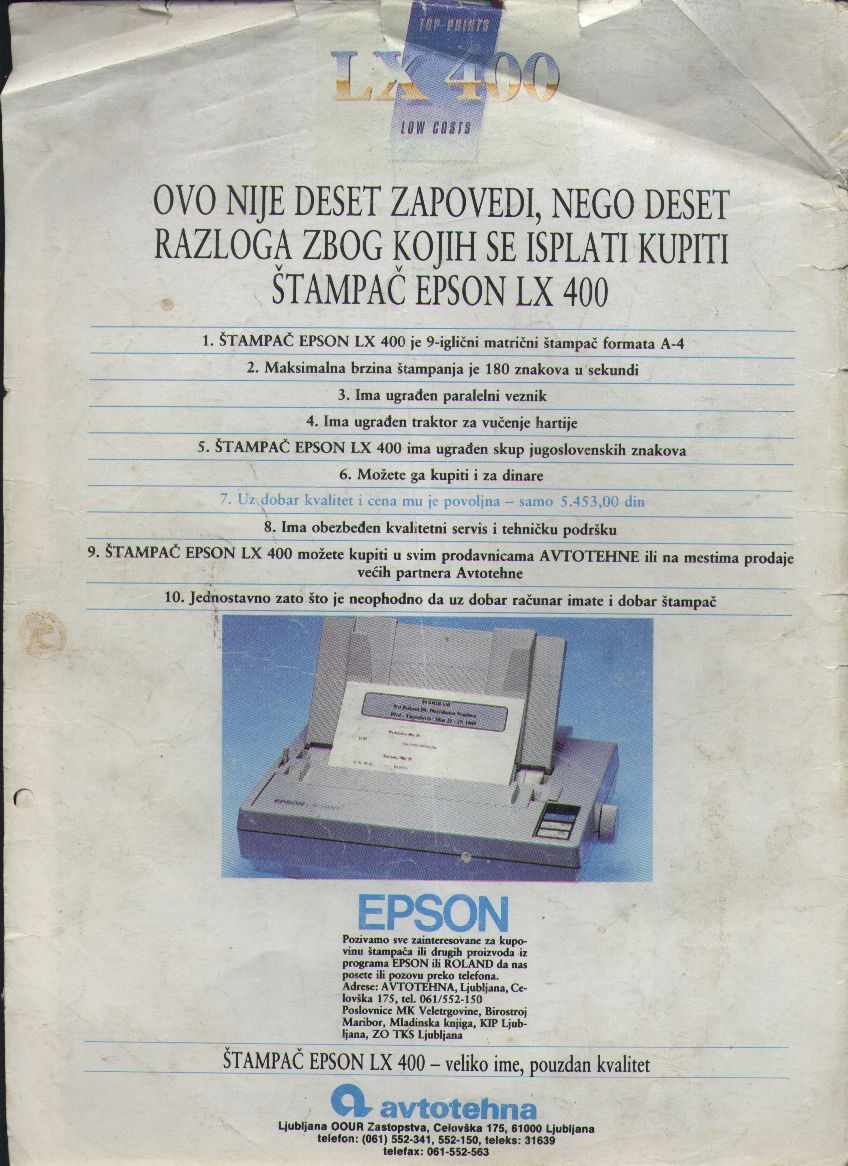 TOP PRINTS
LX 400
LOW COSTS
OVO NIJE DESET ZAPOVEDI, NEGO DESET
RAZLOGA ZBOG KOJIH SE ISPLATI KUPITI
ŠTAMPAČ EPSON LX 400
1. ŠTAMPAČ EPSON LX 400 je 9-iglični matrični štampač formata A-4
2. Maksimalna brzina štampanja je 180 znakova u sekundi
3. Ima ugrađen paralelni veznik
4. Ima ugrađen traktor za vučenje hartije
5. ŠTAMPAČ EPSON LX 400 ima ugrađen skup jugoslovenskih znakova
6. Možete ga kupiti i za dinare
7. Uz dobar kvalitet i cena mu je povoljna – samo 5.453,00 din
8. Ima obezbeđen kvalitetni servis i tehničku podršku
9. ŠTAMPAČ EPSON LX 400 možete kupiti u svim prodavnicama AVTOTEHNE ili na mestima prodaje
većih partnera Avtotehne
10. Jednostavno zato što je neophodno da uz dobar računar imate i dobar štampač
EPSON
EPSON
Pozivamo sve zainteresovane za kupo-
vinu štampača ili drugih proizvoda iz
programa EPSON ili ROLAND da nas
posete ili pozovu preko telefona.
Adrese: AVTOTEHNA, Ljubljana, Ce-
lovška 175, tel. 061/552-150
Poslovnice MK Veletrgovine, Birostroj
Maribor, Mladinska knjiga, KIP Ljub-
ljana, ZO TKS Ljubljana
ŠTAMPAČ EPSON LX 400 – veliko ime, pouzdan kvalitet
avtotehna
Ljubljana OOUR Zastopstva, Celovška 175, 61000 Ljubljana
telefon: (061) 552-341, 552-150, teleks: 31639
telefax: 061-552-563